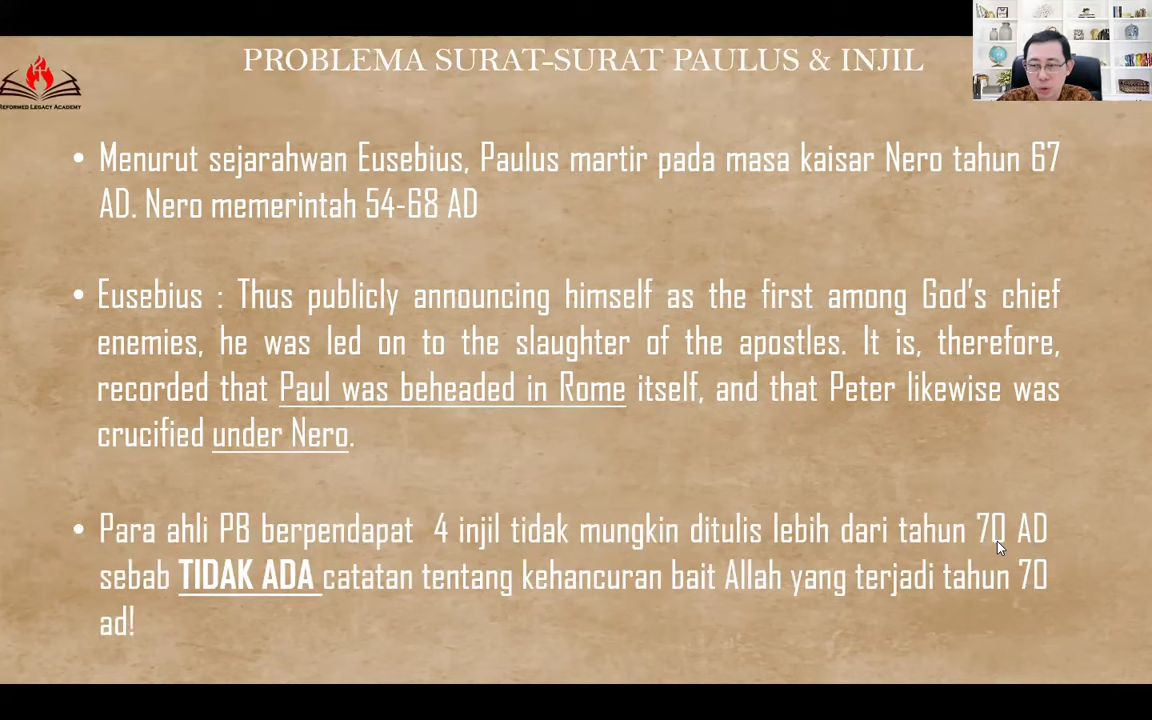 PROBLEMA SURAT-SURAT PAULUS & INJIL
REFORMED LEGACY ACADEMY
• Menurut sejarahwan Eusebius, Paulus martir pada masa kaisar Nero tahun 67
AD. Nero memerintah 54-68 AD
• Eusebius : Thus publicly announcing himself as the first among God's chief
enemies, he was led on to the slaughter of the apostles. It is, therefore,
recorded that Paul was beheaded in Rome itself, and that Peter likewise was
crucified under Nero.
• Para ahli PB berpendapat 4 injil tidak mungkin ditulis lebih dari tahun 70 AD
sebab TIDAK ADA catatan tentang kehancuran bait Allah yang terjadi tahun 70
ad!